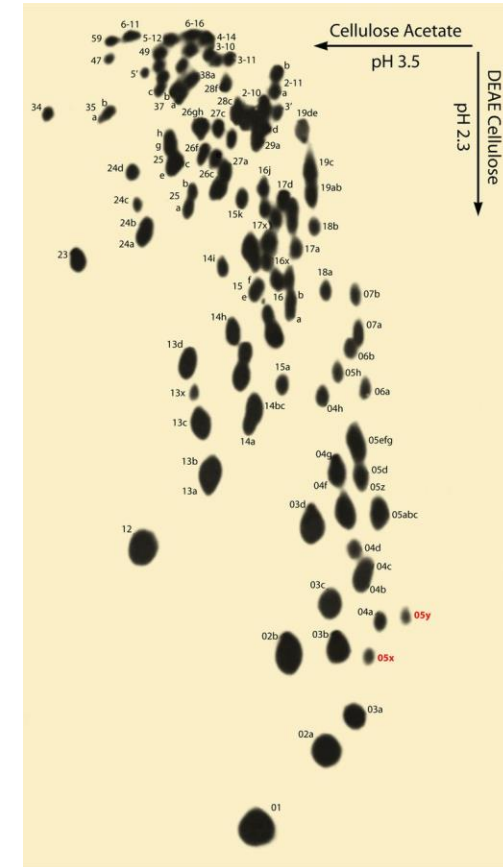 Cellulose Acetate
pH 3.5
DEAE Cellulose
pH 2.3
6-11
6-16
59
5-12
4-14
49
3-10
47
3-11
5'
38a
b
2-11
a
28f
c
b
a
37
28c
2-10
3'
34
35 b
a
26gh
27c
d
19de
29a
h
g
26f
25
c
e
27a
19c
24d
26c
16j
b
25
a
17d
19ab
24c
15k
24b
24a
17x
18b
17a
23
14i
16x
18a
f
15
e
16
b
a
07b
14h
07a
13d
06b
05h
15a
06a
13x
14bc
04h
13c
14a
05efg
04g
13b
05d
13a
04f
05z
03d
05abc
12
04d
04c
03c
04b
04a
05y
02b
03b
05x
03a
02a
01